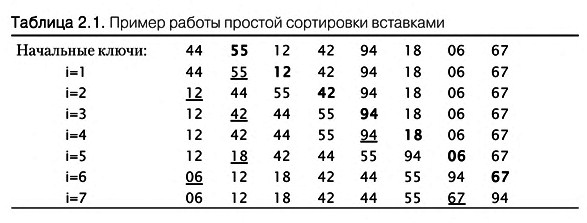 Таблица 2.1. Пример работы простой сортировки вставками
Начальные ключи: 44 55 12 42 94 18 06 67
i=1 44 55 12 42 94 18 06 67
i=2 12 44 55 42 94 18 06 67
i=3 12 42 44 55 94 18 06 67
i=4 12 42 44 55 94 18 06 67
i=5 12 18 42 44 55 94 06 67
i=6 06 12 18 42 44 55 94 67
i=7 06 12 18 42 44 55 67 94